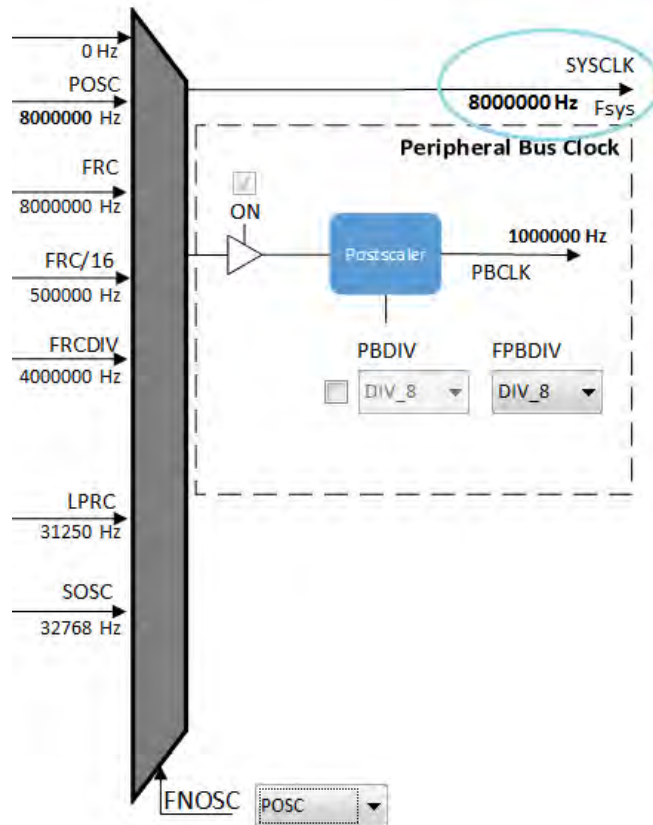 0 Hz
SYSCLK
POSC
8000000 Hz
8000000 Hz Fsys
Peripheral Bus Clock
FRC
8000000 Hz
ON
FRC/16
500000 Hz
Postscaler
1000000 Hz
PBCLK
FRCDIV
4000000 Hz
PBDIV
FPBDIV
DIV_8
DIV_8
LPRC
31250 Hz
SOSC
32768 Hz
FNOSC
POSC